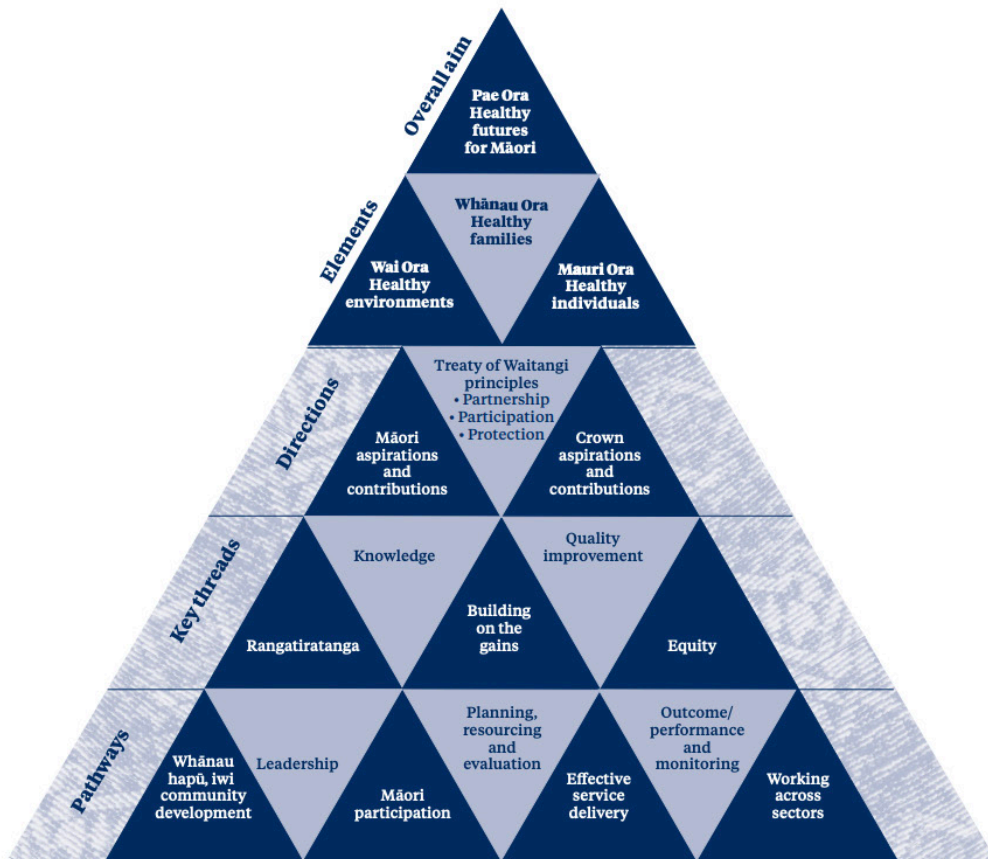 Overall aim
Pae Ora
Healthy
futures
for Māori
Elements
Whānau Ora
Healthy
families
Wai Ora
Healthy
environments
Mauri Ora
Healthy
individuals
Directions
Treaty of Waitangi
principles
• Partnership
• Participation
• Protection
Māori
aspirations
and
contributions
Crown
aspirations
and
contributions
Key threads
Rangatiratanga
Knowledge
Building
on the
gains
Quality
improvement
Equity
Pathways
Whānau
hapū, iwi
community
development
Leadership
Māori
participation
Planning,
resourcing
and
evaluation
Effective
service
delivery
Outcome/
performance
and
monitoring
Working
across
sectors